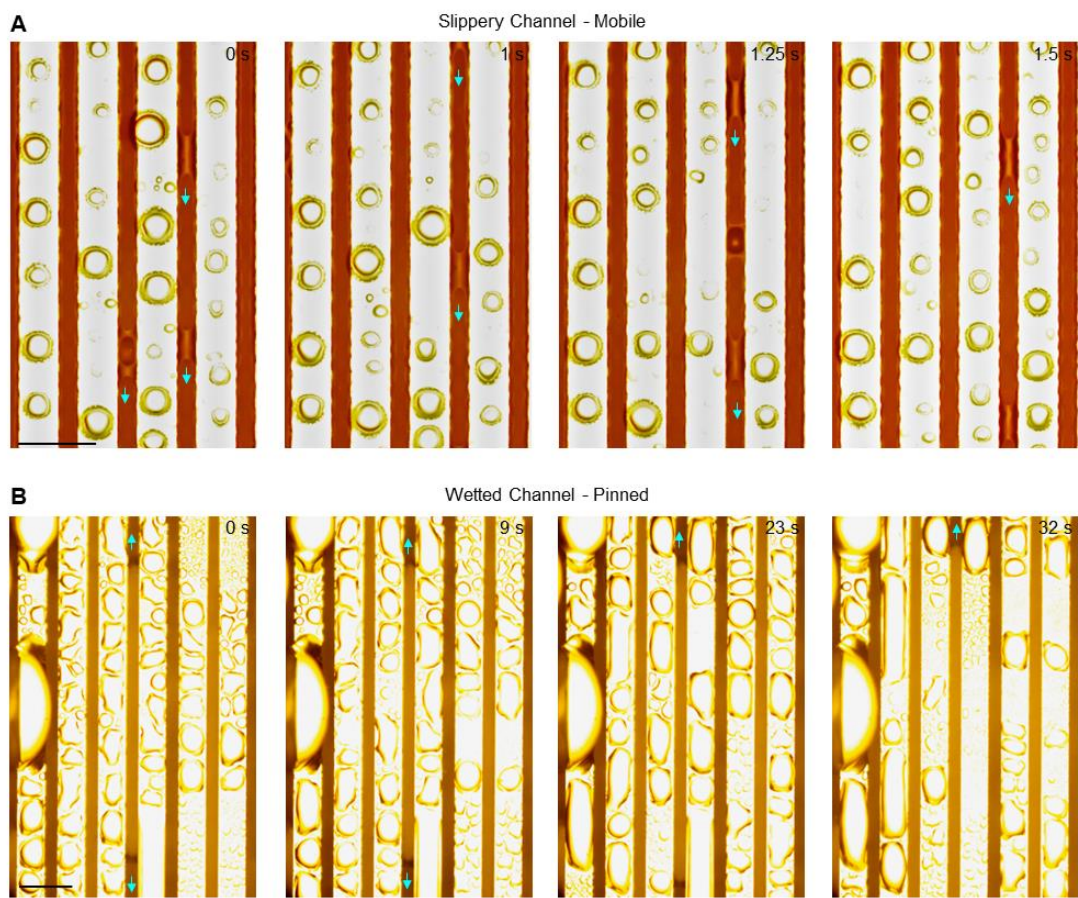 A
Slippery Channel - Mobile
0 s
1 s
1.25 s
1.5 s
B
Wetted Channel - Pinned
0 s
9 s
23 s
32 s